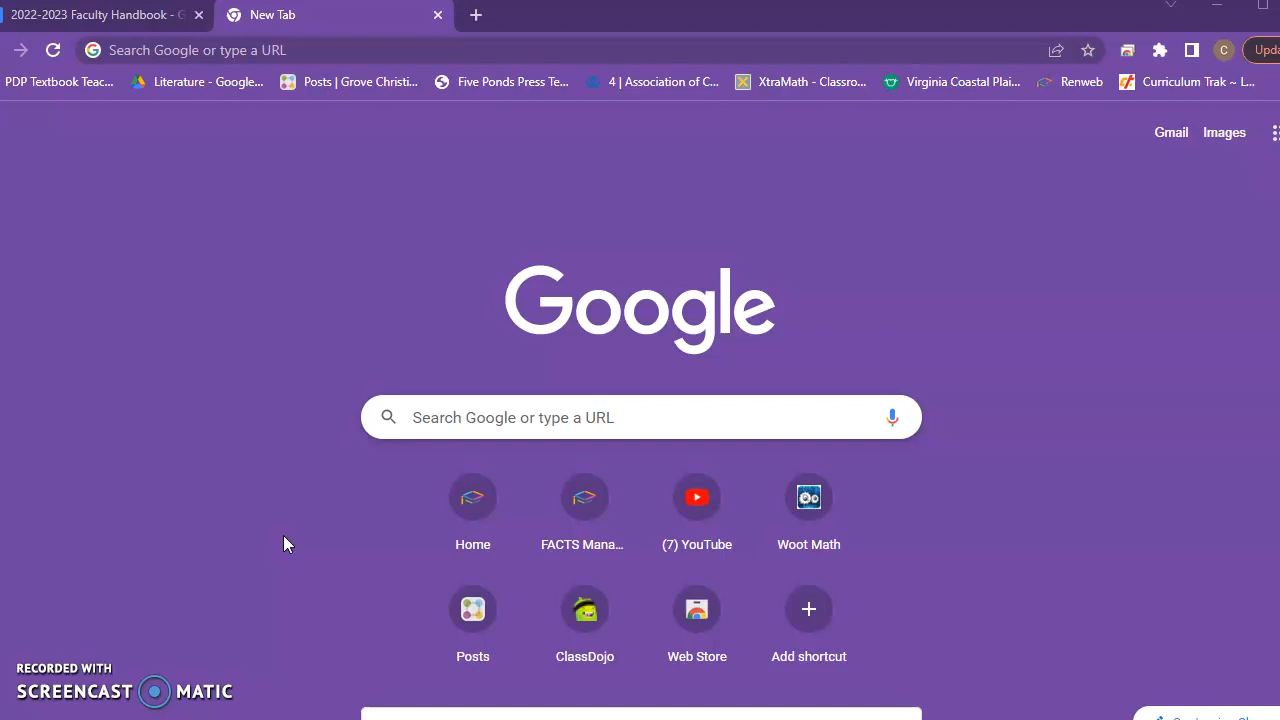 2022-2023 Faculty Handbook - G
New Tab
Search Google or type a URL
C
Upda
PDP Textbook Teac...
Literature - Google...
Posts | Grove Christi...
Five Ponds Press Te...
4 | Association of C...
XtraMath - Classro...
Virginia Coastal Plai...
Renweb
Curriculum Trak ~ L...
Gmail
Images
Google
Search Google or type a URL
Home
FACTS Mana...
(7) YouTube
Woot Math
Posts
ClassDojo
Web Store
Add shortcut
RECORDED WITH
SCREENCAST MATIC